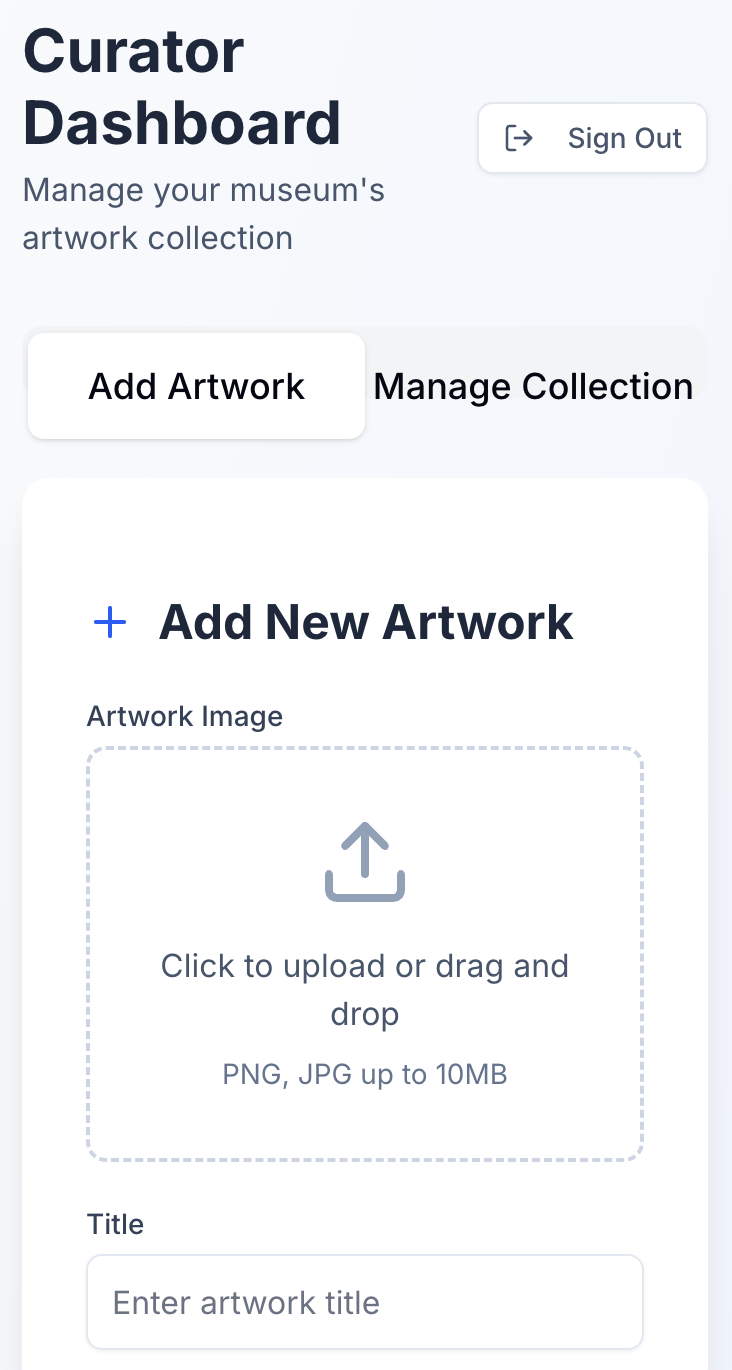 Curator
Dashboard
Sign Out
Manage your museum's
artwork collection
Add Artwork
Manage Collection
Add New Artwork
Artwork Image
Click to upload or drag and
drop
PNG, JPG up to 10MB
Title
Enter artwork title